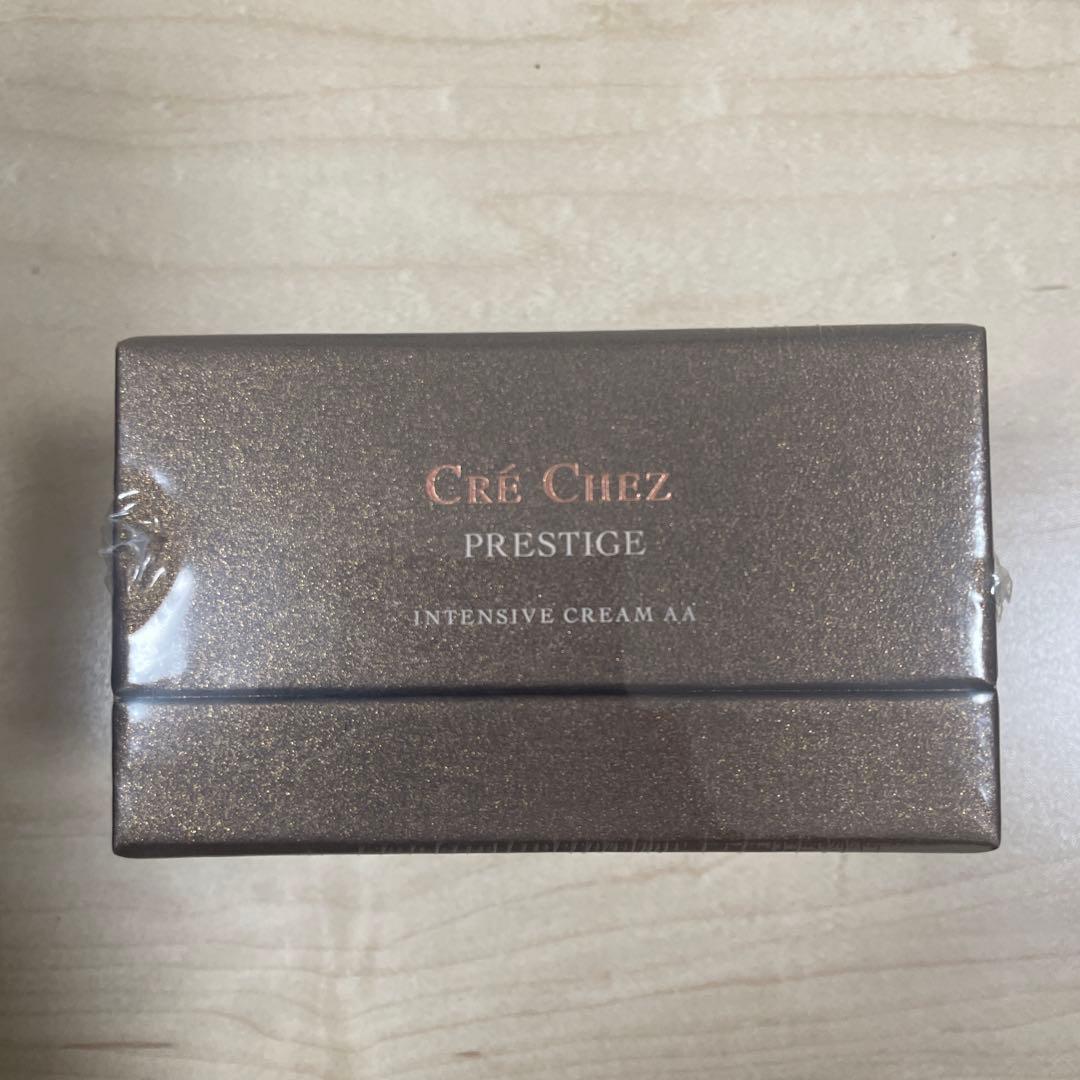 CRÉ CHEZ
PRESTIGE
INTENSIVE CREAM AA